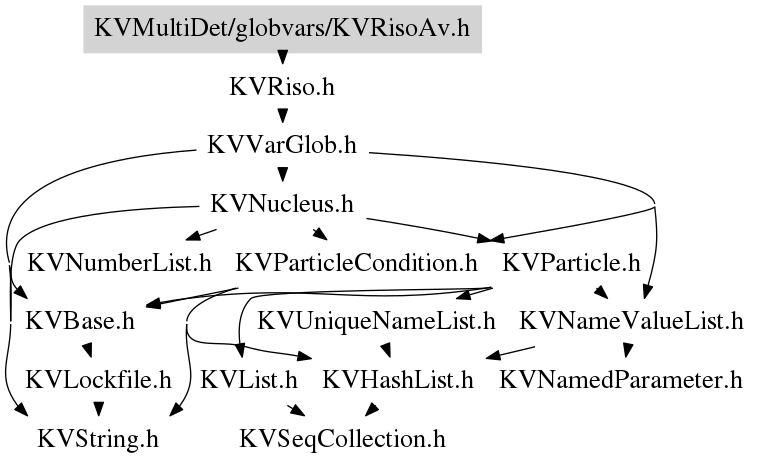 KVMultiDet/globvars/KVRisoAv.h
KVRiso.h
KVVarGlob.h
KVNucleus.h
KVNumberList.h KVParticleCondition.h KVParticle.h
KVBase.h KVUniqueNameList.h KVNameValueList.h
KVLockfile.h KVList.h KVHashList.h KVNamedParameter.h
KVString.h KVSeqCollection.h